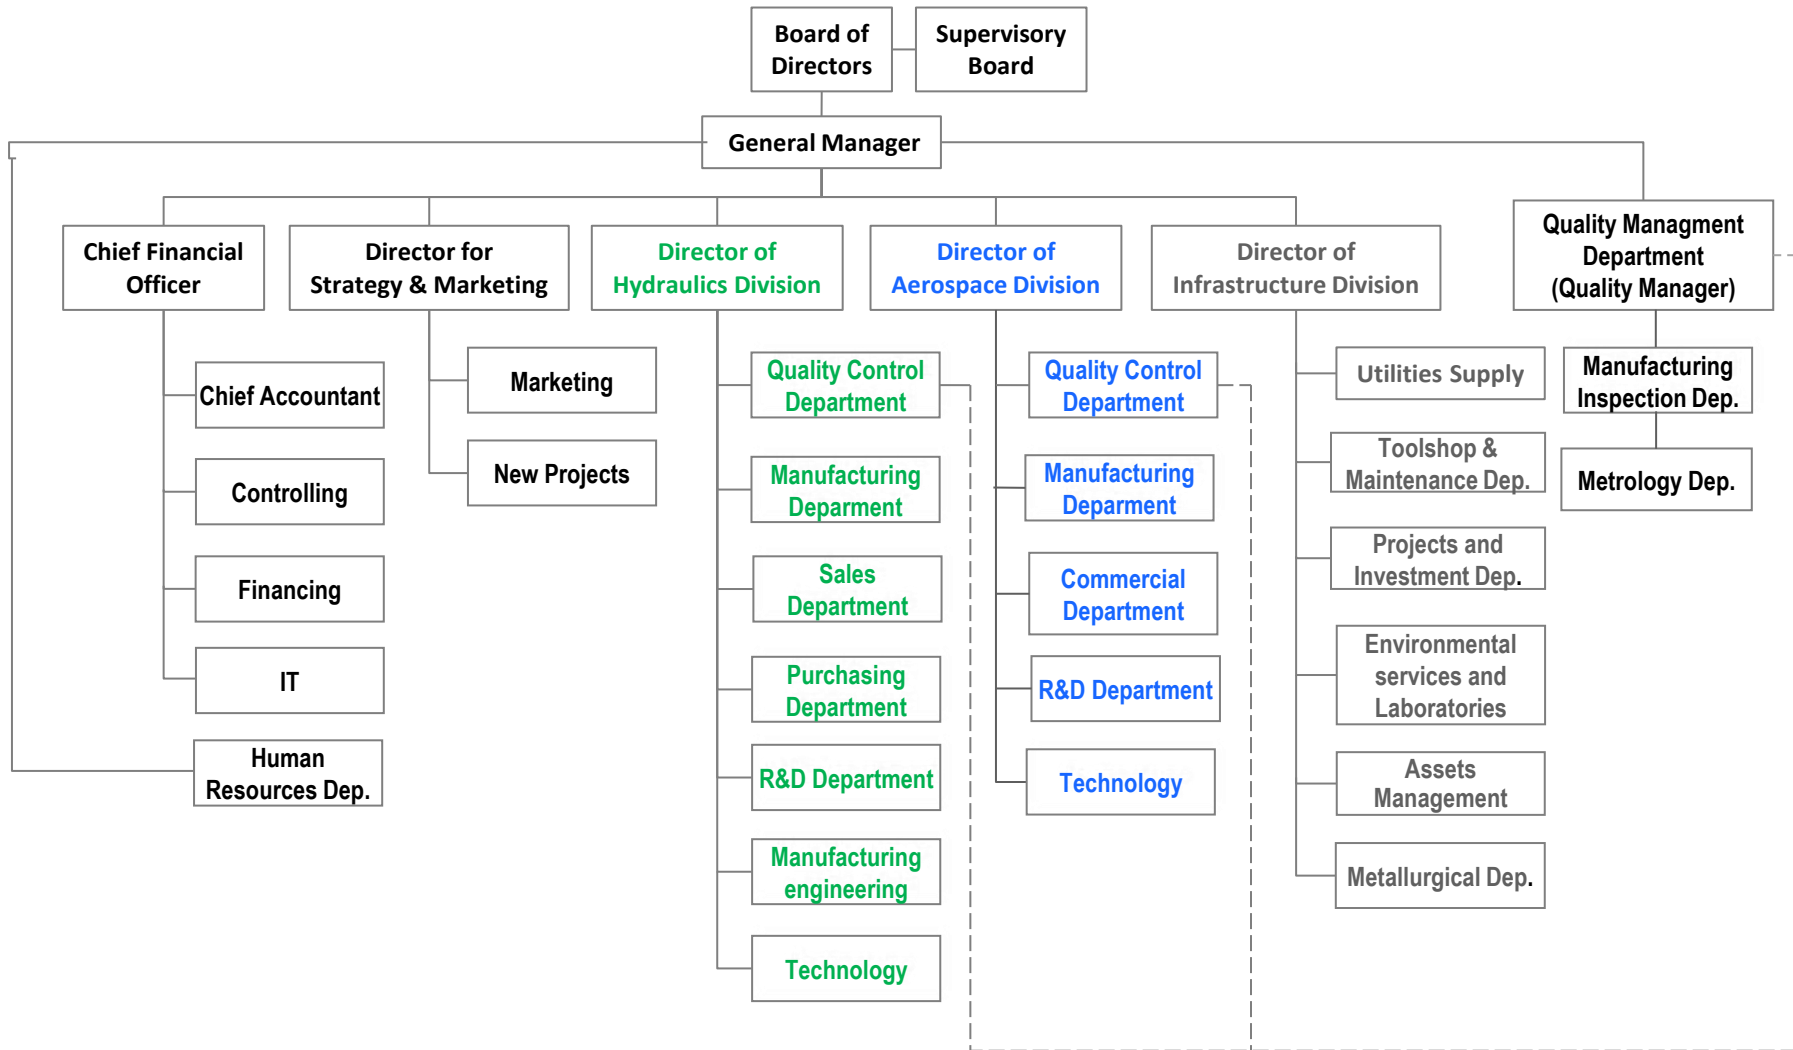 Board of
Directors
Supervisory
Board
General Manager
Chief Financial
Officer
Director for
Strategy & Marketing
Director of
Hydraulics Division
Director of
Aerospace Division
Director of
Infrastructure Division
Quality Managment
Department
(Quality Manager)
Chief Accountant
Controlling
Financing
IT
Human
Resources Dep.
Marketing
New Projects
Quality Control
Department
Manufacturing
Deparment
Sales
Department
Purchasing
Department
R&D Department
Manufacturing
engineering
Technology
Quality Control
Department
Manufacturing
Deparment
Commercial
Department
R&D Department
Technology
Utilities Supply
Toolshop &
Maintenance Dep.
Projects and
Investment Dep.
Environmental
services and
Laboratories
Assets
Management
Metallurgical Dep.
Manufacturing
Inspection Dep.
Metrology Dep.